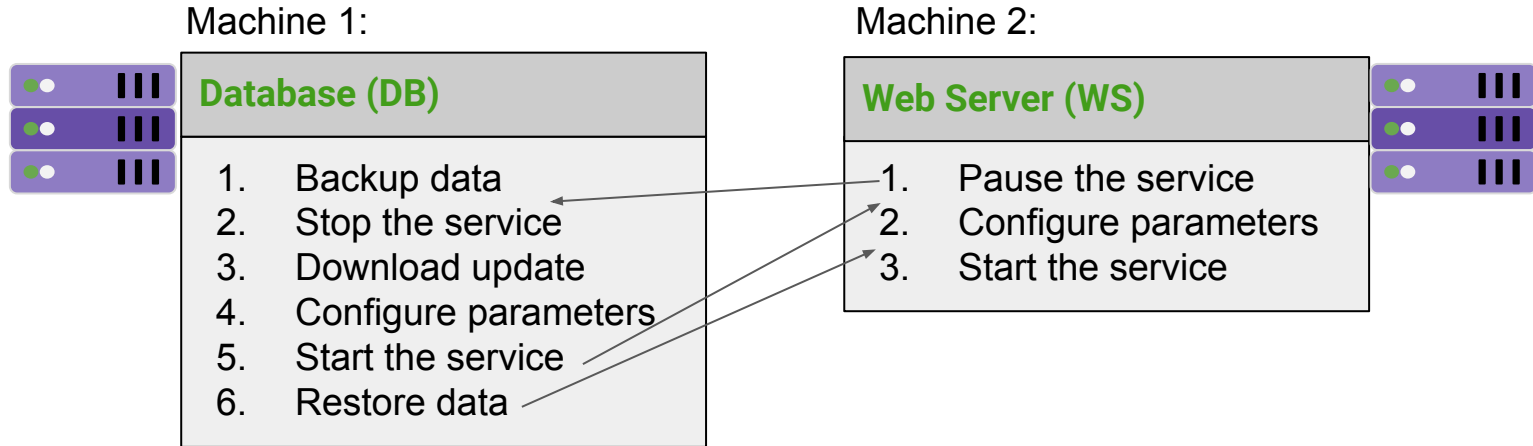 Machine 1:
Database (DB)
1. Backup data
2. Stop the service
3. Download update
4. Configure parameters
5. Start the service
6. Restore data
Machine 2:
Web Server (WS)
1. Pause the service
2. Configure parameters
3. Start the service